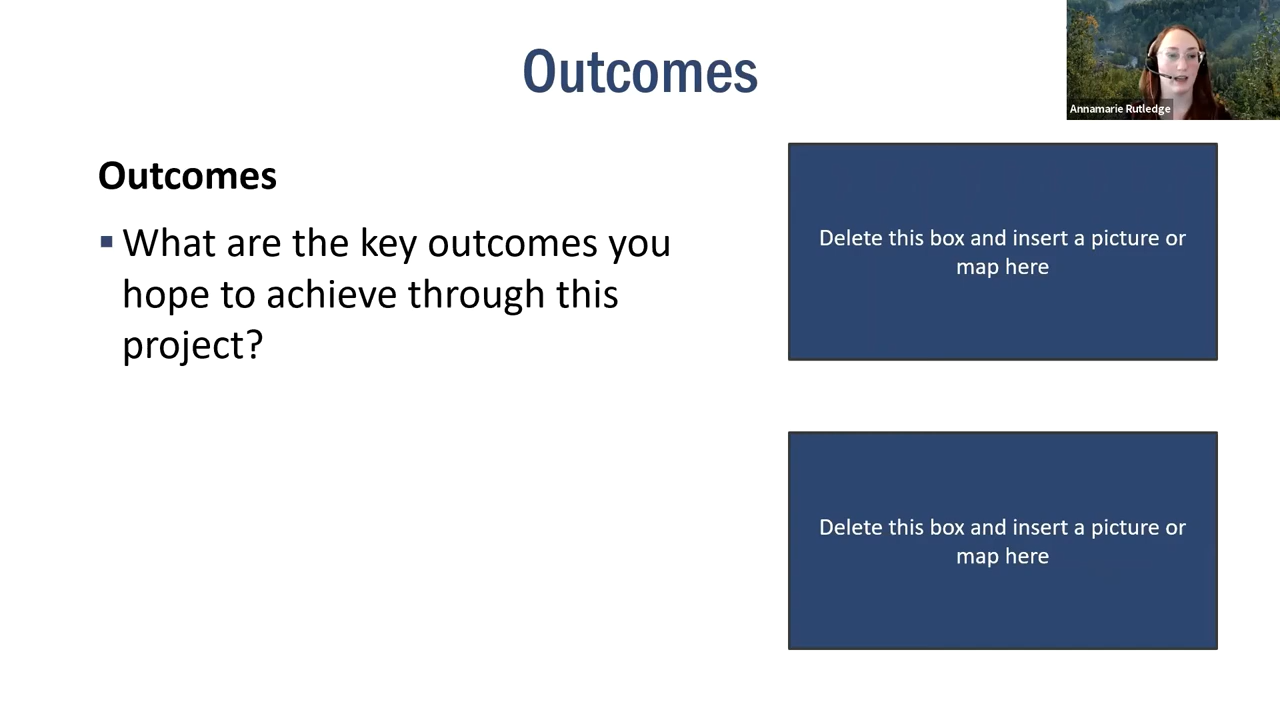 Outcomes
Annamarie Rutledge
Outcomes
▪ What are the key outcomes you
hope to achieve through this
project?
Delete this box and insert a picture or
map here
Delete this box and insert a picture or
map here